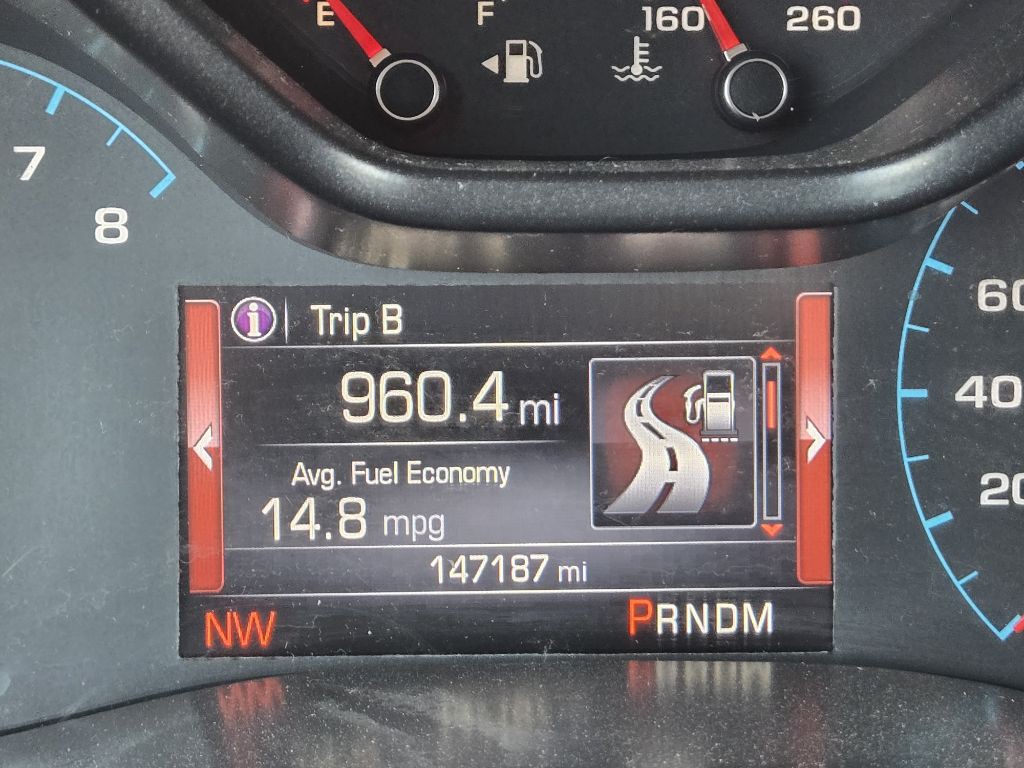 E F 160 260
7
8
i Trip B
960.4 mi
Avg. Fuel Economy
14.8 mpg
147187 mi
NW PRNDM
60
40
20